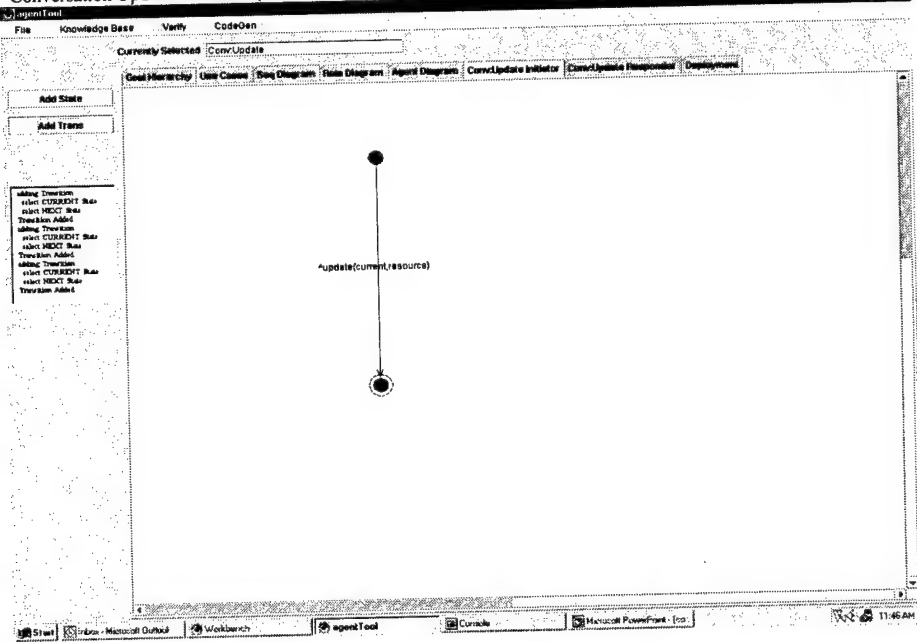 agentTool
File Knowledge Base Verify CodeGen
Currently Selected Conv:Update
Goal Hierarchy Use Cases Seq Diagram Role Diagram Agent Diagram Conv:Update Initiator Conv:Update Responder Deployment
Add State
Add Trans
adding Transition
select CURRENT State
select NEXT State
Transition Added
adding Transition
select CURRENT State
select NEXT State
Transition Added
adding Transition
select CURRENT State
select NEXT State
Transition Added
^update(current,resource)
Start Inbox - Microsoft Outlook Workbench agentTool Console Microsoft PowerPoint - [co 11:46 AM